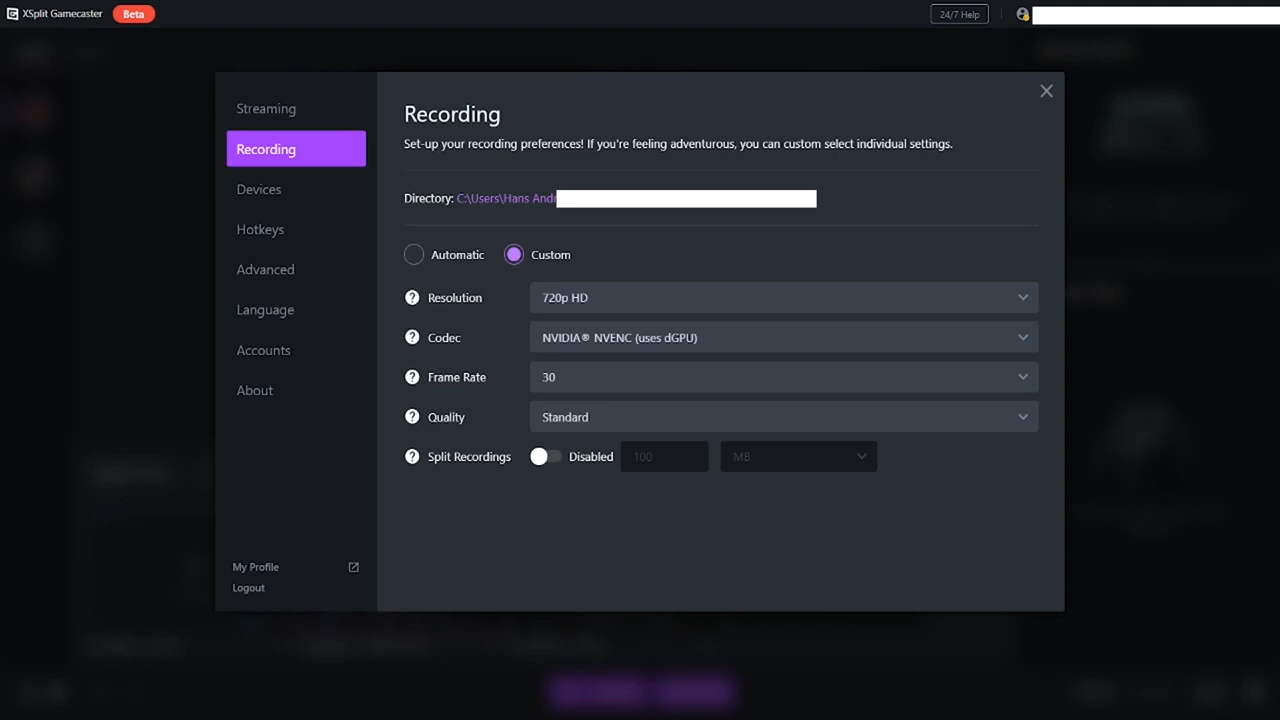 XSplit Gamecaster Beta 24/7 Help
Streaming
Recording
Devices
Hotkeys
Advanced
Language
Accounts
About
My Profile
Logout
Recording
Set-up your recording preferences! If you're feeling adventurous, you can custom select individual settings.
Directory: C:\Users\Hans Andr
Automatic Custom
? Resolution 720p HD
? Codec NVIDIA® NVENC (uses dGPU)
? Frame Rate 30
? Quality Standard
? Split Recordings Disabled 100 MB